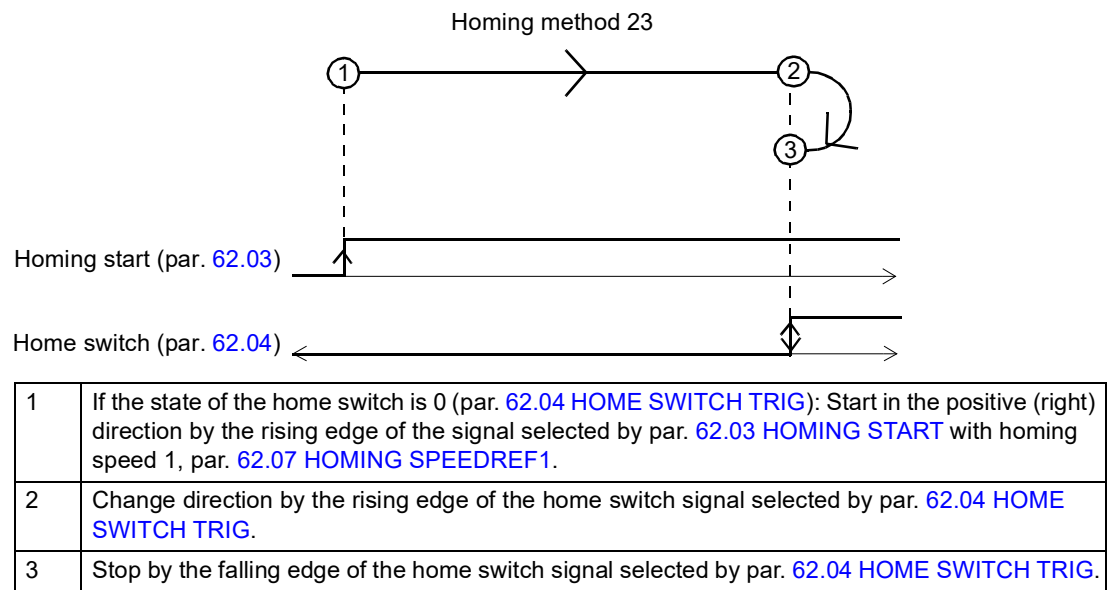 Homing method 23
1
2
3
Homing start (par. 62.03)
Home switch (par. 62.04)
1 If the state of the home switch is 0 (par. 62.04 HOME SWITCH TRIG): Start in the positive (right)
direction by the rising edge of the signal selected by par. 62.03 HOMING START with homing
speed 1, par. 62.07 HOMING SPEEDREF1.
2 Change direction by the rising edge of the home switch signal selected by par. 62.04 HOME
SWITCH TRIG.
3 Stop by the falling edge of the home switch signal selected by par. 62.04 HOME SWITCH TRIG.